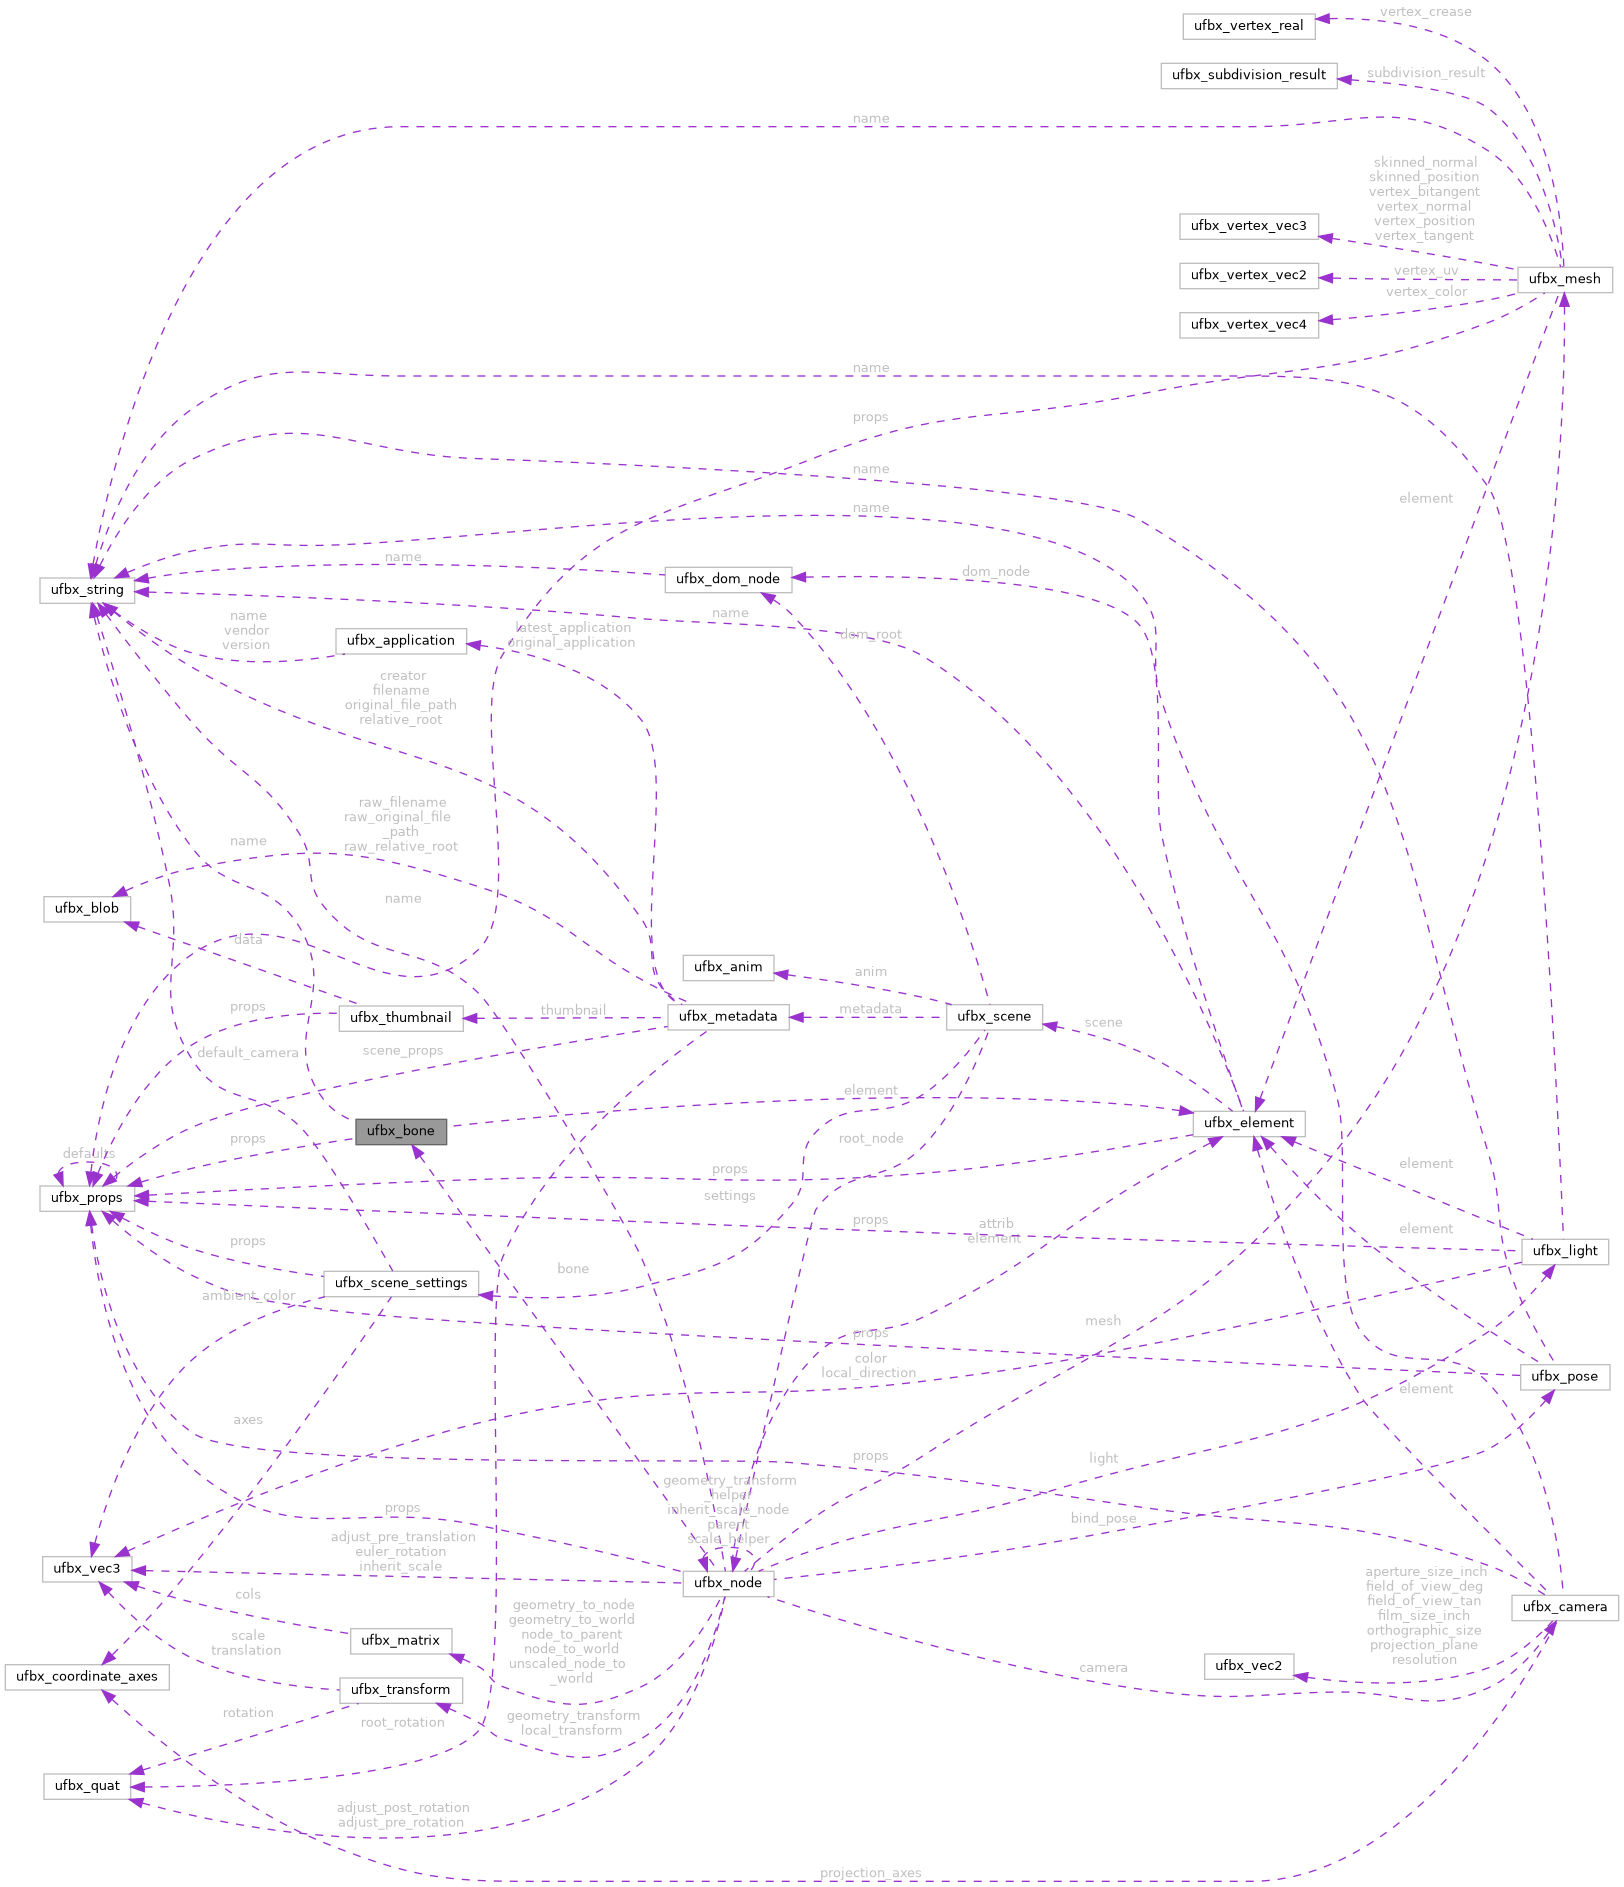 vertex_crease
ufbx_vertex_real
subdivision_result
ufbx_subdivision_result
name
skinned_normal
skinned_position
vertex_bitangent
vertex_normal
vertex_position
vertex_tangent
ufbx_vertex_vec3
vertex_uv
ufbx_vertex_vec2
ufbx_mesh
vertex_color
ufbx_vertex_vec4
name
props
name
element
name
name
dom_node
ufbx_dom_node
ufbx_string
name
name
vendor
version
ufbx_application
latest_application
original_application
dom_root
creator
filename
original_file_path
relative_root
raw_filename
raw_original_file
_path
raw_relative_root
name
name
ufbx_blob
data
ufbx_anim
anim
props
ufbx_thumbnail
thumbnail
ufbx_metadata
metadata
ufbx_scene
scene
default_camera
scene_props
element
ufbx_bone
ufbx_element
props
root_node
defaults
props
element
ufbx_props
settings
props
attrib
element
element
props
ufbx_light
bone
ufbx_scene_settings
ambient_color
mesh
props
color
local_direction
ufbx_pose
element
axes
props
light
geometry_transform
_helper
inherit_scale_node
parent
scale_helper
props
bind_pose
adjust_pre_translation
euler_rotation
inherit_scale
ufbx_vec3
ufbx_node
aperture_size_inch
field_of_view_deg
field_of_view_tan
film_size_inch
orthographic_size
projection_plane
resolution
ufbx_camera
cols
geometry_to_node
geometry_to_world
node_to_parent
node_to_world
unscaled_node_to
_world
ufbx_matrix
scale
translation
ufbx_vec2
camera
ufbx_coordinate_axes
ufbx_transform
rotation
root_rotation
geometry_transform
local_transform
ufbx_quat
adjust_post_rotation
adjust_pre_rotation
projection_axes